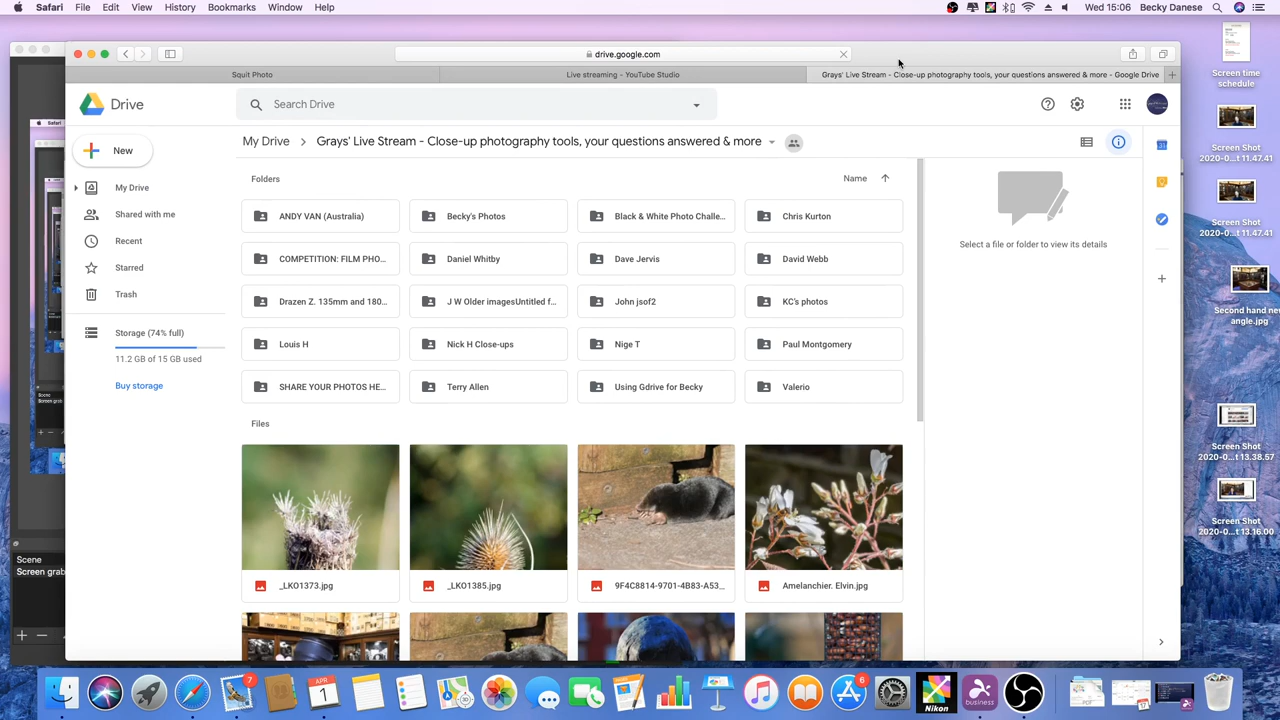 Safari File Edit View History Bookmarks Window Help
Wed 15:06 Becky Danese
drive.google.com
Squit Photo
Live streaming - YouTube Studio
Grays' Live Stream - Close-up photography tools, your questions answered & more - Google Drive
Drive
Search Drive
New
My Drive
Shared with me
Recent
Starred
Trash
Storage (74% full)
11.2 GB of 15 GB used
Buy storage
My Drive > Grays' Live Stream - Close-up photography tools, your questions answered & more
Folders
Name
ANDY VAN (Australia)
Becky's Photos
Black & White Photo Challe...
Chris Kurton
COMPETITION: FILM PHO...
Daniel Whitby
Dave Jervis
David Webb
Drazen Z. 135mm and 180...
J W Older imagesUntitled f...
John jsof2
KC's photos
Louis H
Nick H Close-ups
Nige T
Paul Montgomery
SHARE YOUR PHOTOS HE...
Terry Allen
Using Gdrive for Becky
Valerio
Files
_LKO1373.jpg
_LKO1385.jpg
9F4C8814-9701-4B83-A53...
Amelanchier. Elvin.jpg
Select a file or folder to view its details
31
Screen time
schedule
Screen Shot
2020-0...t 11.47.41
Screen Shot
2020-0...t 11.47.41
Second hand new
angle.jpg
Screen Shot
2020-0...t 13.38.57
Screen Shot
2020-0...t 13.16.00
Scene
Screen grab
7
APR
1
6
Nikon
business
17